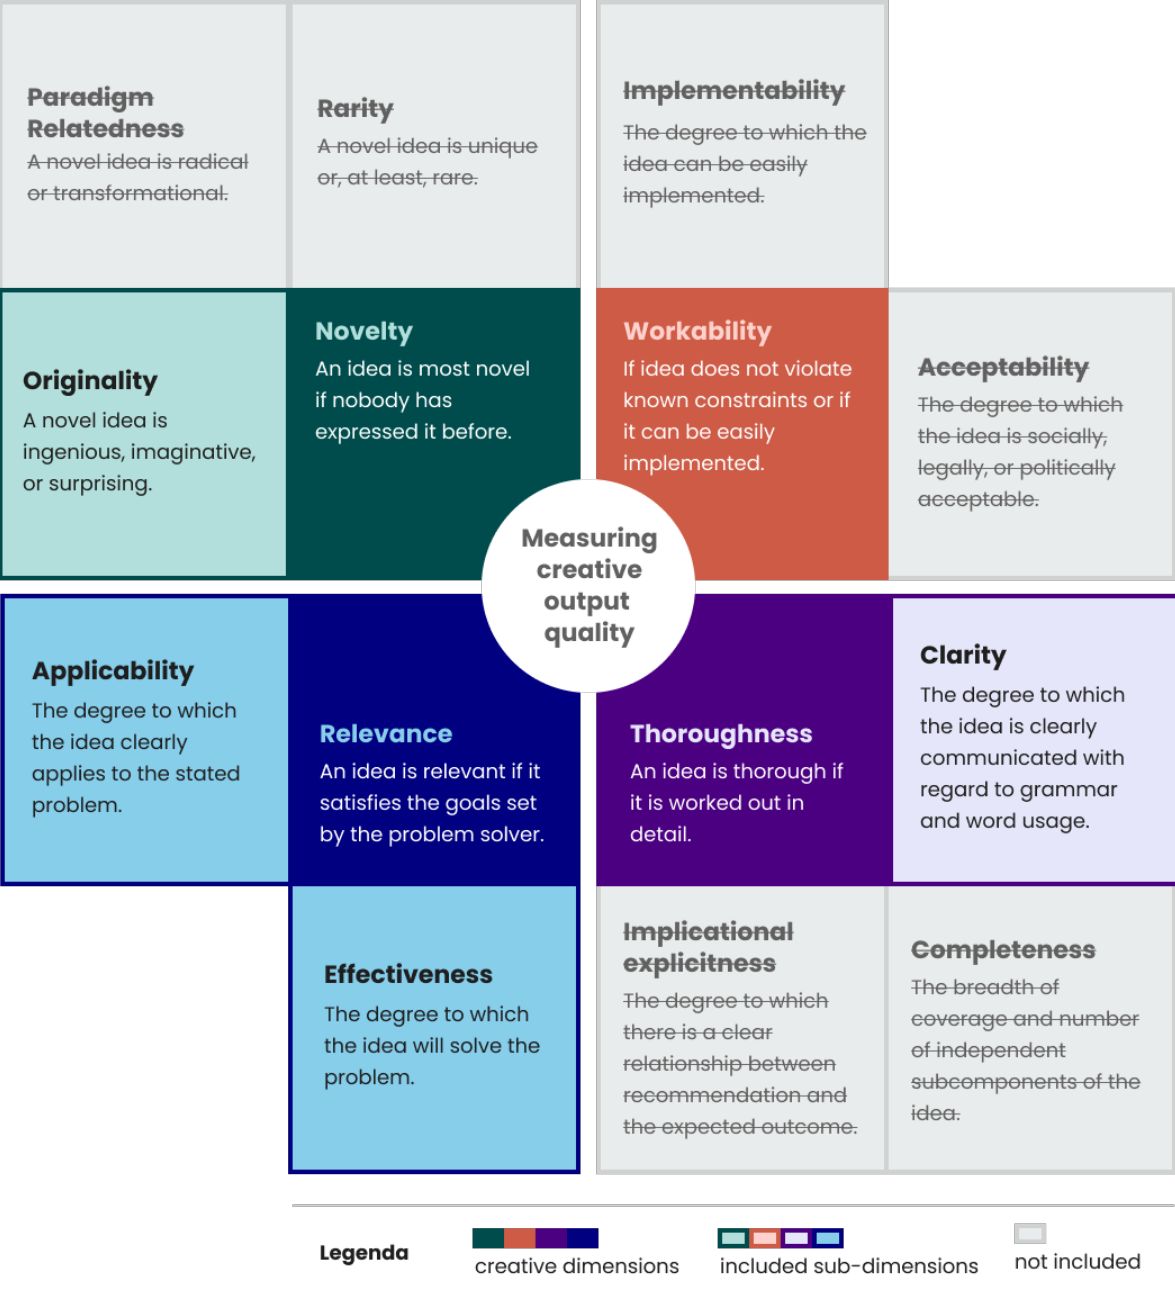 Paradigm
Relatedness
A novel idea is radical
or transformational.
Rarity
A novel idea is unique
or, at least, rare.
Implementability
The degree to which the
idea can be easily
implemented.
Originality
A novel idea is
ingenious, imaginative,
or surprising.
Novelty
An idea is most novel
if nobody has
expressed it before.
Workability
If idea does not violate
known constraints or if
it can be easily
implemented.
Acceptability
The degree to which
the idea is socially,
legally, or politically
acceptable.
Measuring
creative
output
quality
Applicability
The degree to which
the idea clearly
applies to the stated
problem.
Relevance
An idea is relevant if it
satisfies the goals set
by the problem solver.
Thoroughness
An idea is thorough if
it is worked out in
detail.
Clarity
The degree to which
the idea is clearly
communicated with
regard to grammar
and word usage.
Effectiveness
The degree to which
the idea will solve the
problem.
Implicational
explicitness
The degree to which
there is a clear
relationship between
recommendation and
the expected outcome.
Completeness
The breadth of
coverage and number
of independent
subcomponents of the
idea.
Legenda
creative dimensions
included sub-dimensions
not included